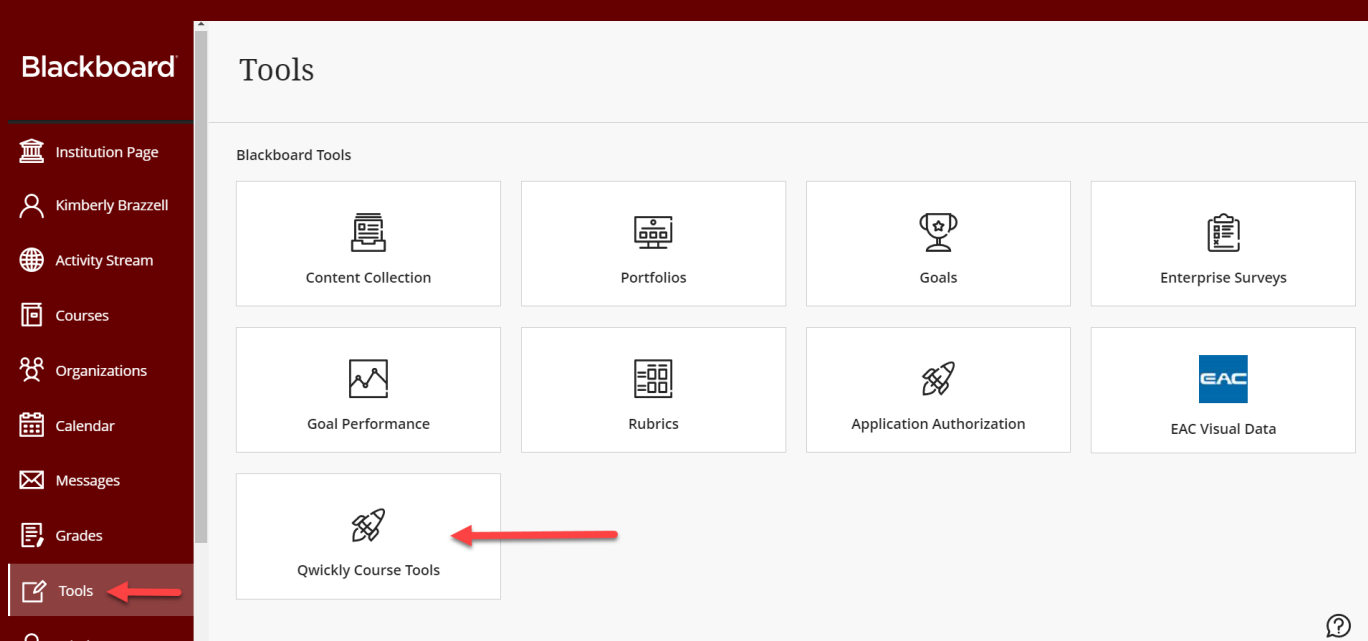 Blackboard
Institution Page
Kimberly Brazzell
Activity Stream
Courses
Organizations
Calendar
Messages
Grades
Tools
Tools
Blackboard Tools
Content Collection
Portfolios
Goals
Enterprise Surveys
Goal Performance
Rubrics
Application Authorization
EAC
EAC Visual Data
Qwickly Course Tools